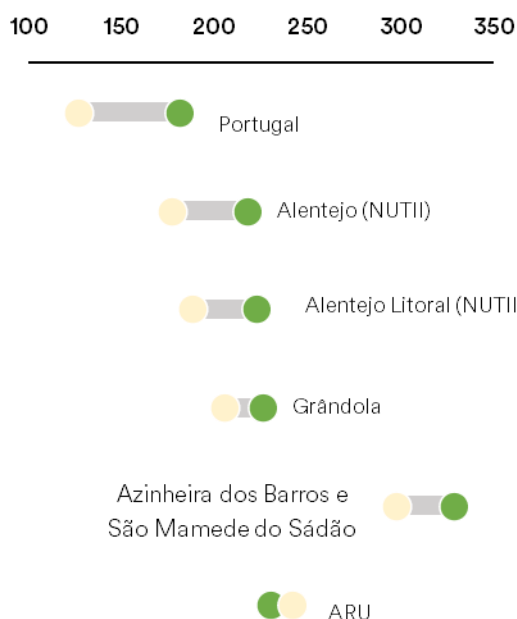 100 150 200 250 300 350
Portugal
Alentejo (NUTII)
Alentejo Litoral (NUTII
Grândola
Azinheira dos Barros e
São Mamede do Sádão
ARU